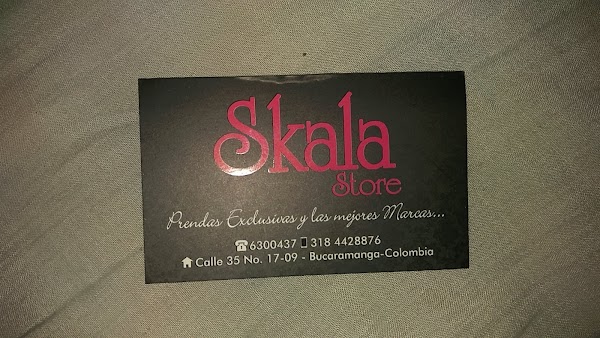 Skala
Store
Prendas Exclusivas y las mejores Marcas...
6300437 318 4428876
Calle 35 No. 17-09 - Bucaramanga-Colombia